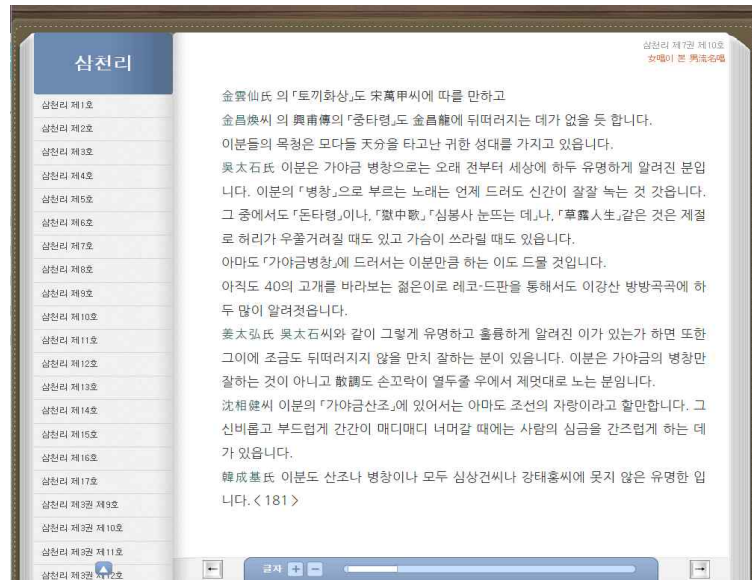 삼천리
삼천리 제1호
삼천리 제2호
삼천리 제3호
삼천리 제4호
삼천리 제5호
삼천리 제6호
삼천리 제7호
삼천리 제8호
삼천리 제9호
삼천리 제10호
삼천리 제11호
삼천리 제12호
삼천리 제13호
삼천리 제14호
삼천리 제15호
삼천리 제16호
삼천리 제17호
삼천리 제3권 제9호
삼천리 제3권 제10호
삼천리 제3권 제11호
삼천리 제3권 제12호
삼천리 제7권 제10호
女唱이 본 男流名唱
金雲仙氏 의 「토끼화상」도 宋萬甲씨에 따를 만하고
金昌煥씨 의 興甫傳의 「중타령」도 金昌龍에 뒤떠러지는 데가 없을 듯 합니다.
이분들의 목청은 모다들 天分을 타고난 귀한 성대를 가지고 있읍니다.
吳太石氏 이분은 가야금 병창으로는 오래 전부터 세상에 하두 유명하게 알려진 분입
니다. 이분의 「병창」으로 부르는 노래는 언제 드러도 신간이 잘잘 녹는 것 갓읍니다.
그 중에서도 「돈타령」이나, 「獄中歌」 「심봉사 눈뜨는 데」나, 「草露人生」같은 것은 제절
로 허리가 우쭐거려질 때도 있고 가슴이 쓰라릴 때도 있읍니다.
아마도 「가야금병창」에 드러서는 이분만큼 하는 이도 드물 것입니다.
아직도 40의 고개를 바라보는 젊은이로 레코-드판을 통해서도 이강산 방방곡곡에 하
두 많이 알려젓읍니다.
姜太弘氏 吳太石씨와 같이 그렇게 유명하고 훌륭하게 알려진 이가 있는가 하면 또한
그이에 조금도 뒤떠러지지 않을 만치 잘하는 분이 있음니다. 이분은 가야금의 병창만
잘하는 것이 아니고 散調도 손꼬락이 열두줄 우에서 제멋대로 노는 분임니다.
沈相健씨 이분의 「가야금산조」에 있어서는 아마도 조선의 자랑이라고 할만합니다. 그
신비롭고 부드럽게 간간이 매디매디 너머갈 때에는 사람의 심금을 간즈럽게 하는 데
가 있읍니다.
韓成基氏 이분도 산조나 병창이나 모두 심상건씨나 강태홍씨에 못지 않은 유명한 입
니다. < 181 >
글자